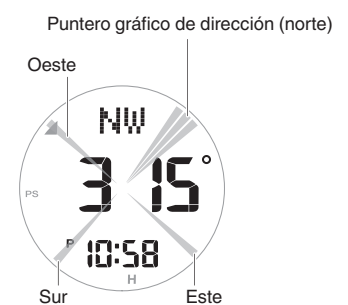 Puntero gráfico de dirección (norte)
Oeste
NW
315°
PS
P 10:58
H
Sur Este